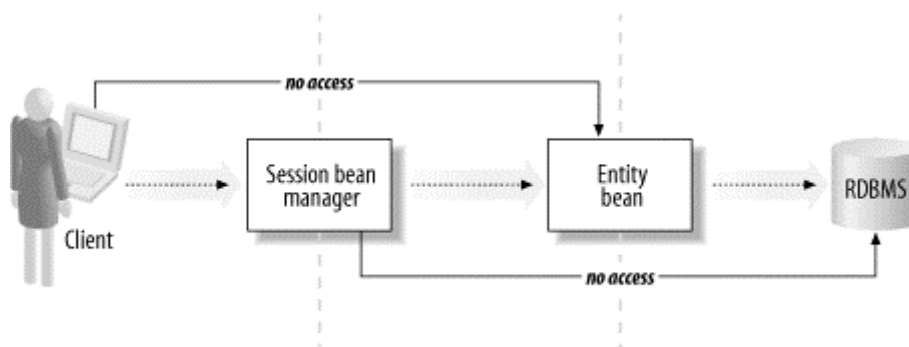 no access
Session bean
manager
Entity
bean
RDBMS
Client
no access